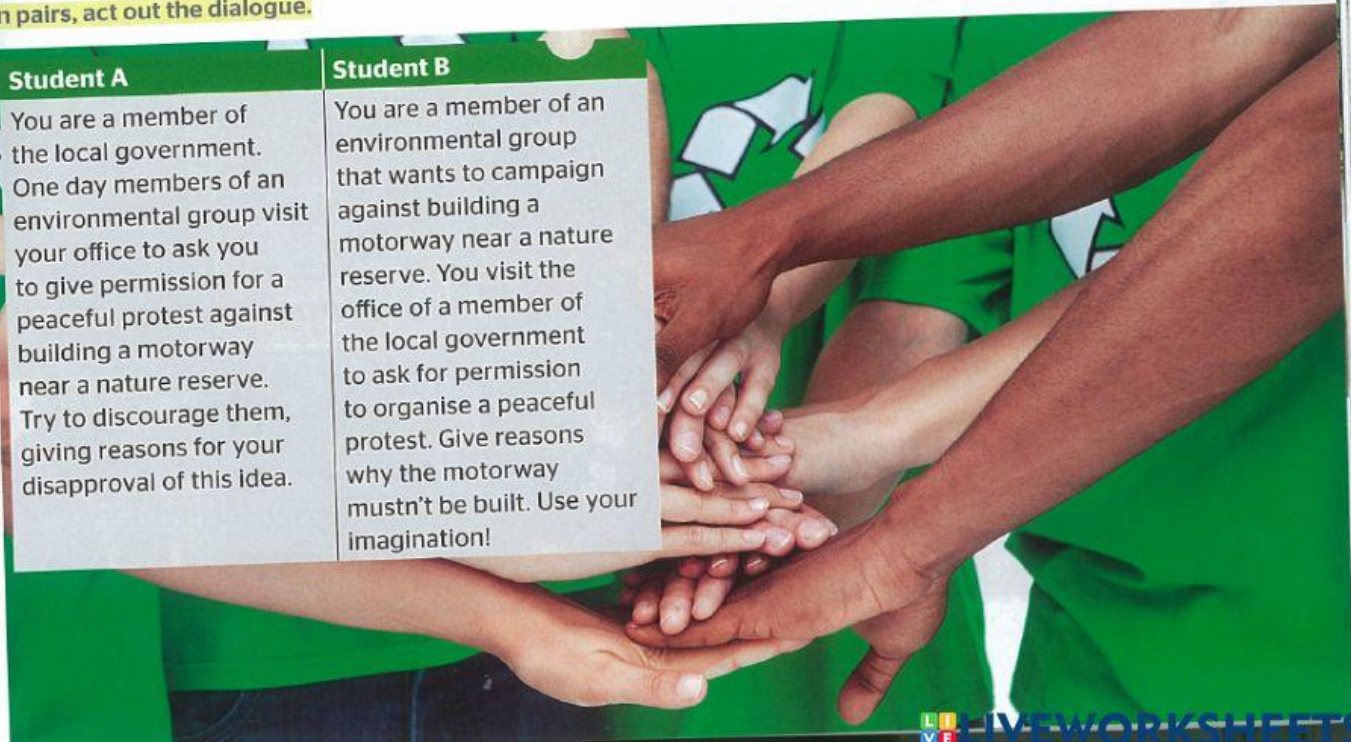 n pairs, act out the dialogue.
Student A
You are a member of
the local government.
One day members of an
environmental group visit
your office to ask you
to give permission for a
peaceful protest against
building a motorway
near a nature reserve.
Try to discourage them,
giving reasons for your
disapproval of this idea.
Student B
You are a member of an
environmental group
that wants to campaign
against building a
motorway near a nature
reserve. You visit the
office of a member of
the local government
to ask for permission
to organise a peaceful
protest. Give reasons
why the motorway
mustn't be built. Use your
imagination!
LIVE LIVEWORKSHEETS